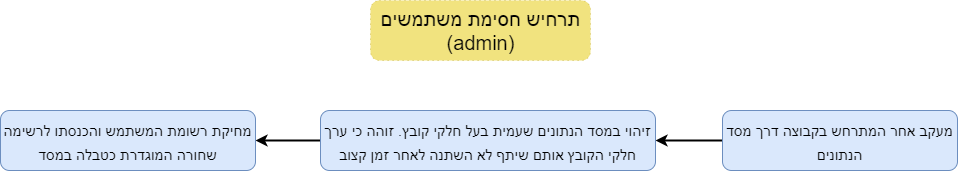 תרחיש חסימת משתמשים
(admin)
מעקב אחר המתרחש בקבוצה דרך מסד
הנתונים
זיהוי במסד הנתונים שעמית בעל חלקי קובץ. זוהה כי ערך
חלקי הקובץ אותם שיתף לא השתנה לאחר זמן קצוב
מחיקת רשומת המשתמש והכנסתו לרשימה
שחורה המוגדרת כטבלה במסד